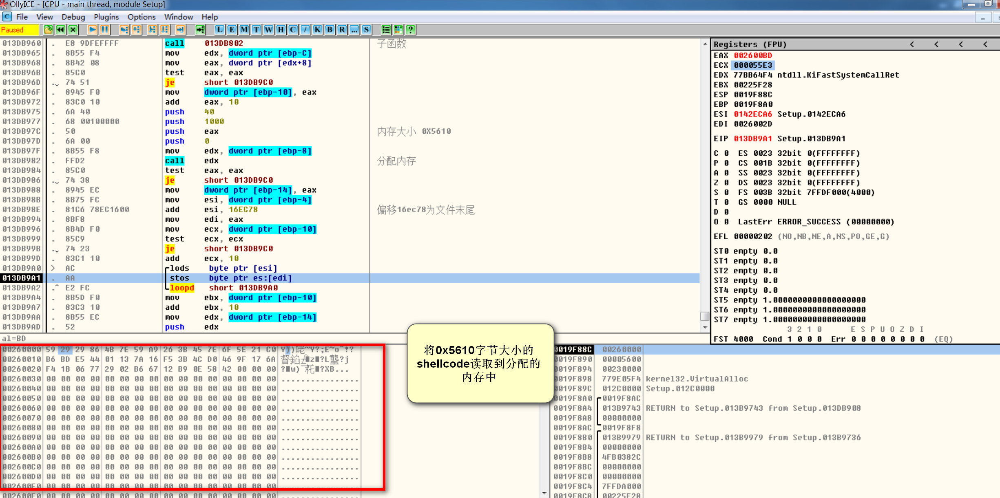 OllyICE - [CPU - main thread, module Setup]
File View Debug Plugins Options Window Help
Paused L E M T W H C / K B R ... S ?
013DB960 . E8 9DFEFFFF call 013DB802 子函数
013DB965 . 8B55 F4 mov edx, dword ptr [ebp-C]
013DB968 . 8B42 08 mov eax, dword ptr [edx+8]
013DB96B . 85C0 test eax, eax
013DB96D . 74 51 je short 013DB9C0
013DB96F . 8945 F0 mov dword ptr [ebp-10], eax
013DB972 . 83C0 10 add eax, 10
013DB975 . 6A 40 push 40
013DB977 . 68 00100000 push 1000
013DB97C . 50 push eax 内存大小 0X5610
013DB97D . 6A 00 push 0
013DB97F . 8B55 F8 mov edx, dword ptr [ebp-8]
013DB982 . FFD2 call edx 分配内存
013DB984 . 85C0 test eax, eax
013DB986 . 74 38 je short 013DB9C0
013DB988 . 8945 EC mov dword ptr [ebp-14], eax
013DB98B . 8B75 FC mov esi, dword ptr [ebp-4]
013DB98E . 81C6 78EC1600 add esi, 16EC78 偏移16ec78为文件末尾
013DB994 . 8BF8 mov edi, eax
013DB996 . 8B4D F0 mov ecx, dword ptr [ebp-10]
013DB999 . 85C9 test ecx, ecx
013DB99B . 74 23 je short 013DB9C0
013DB99D . 83C1 10 add ecx, 10
013DB9A0 > AC lods byte ptr [esi]
013DB9A1 . AA stos byte ptr es:[edi]
013DB9A2 .^ E2 FC loopd short 013DB9A0
013DB9A4 . 8B5D F0 mov ebx, dword ptr [ebp-10]
013DB9A7 . 83C3 10 add ebx, 10
013DB9AA . 8B55 EC mov edx, dword ptr [ebp-14]
013DB9AD . 52 push edx
al=BD
Registers (FPU) < < < <
EAX 002600BD
ECX 000055E3
EDX 77BB64F4 ntdll.KiFastSystemCallRet
EBX 00225F28
ESP 0019F88C
EBP 0019F8A0
ESI 0142ECA6 Setup.0142ECA6
EDI 0026002D
EIP 013DB9A1 Setup.013DB9A1
C 0 ES 0023 32bit 0(FFFFFFFF)
P 0 CS 001B 32bit 0(FFFFFFFF)
A 0 SS 0023 32bit 0(FFFFFFFF)
Z 0 DS 0023 32bit 0(FFFFFFFF)
S 0 FS 003B 32bit 7FFDF000(4000)
T 0 GS 0000 NULL
D 0
O 0 LastErr ERROR_SUCCESS (00000000)
EFL 00000202 (NO,NB,NE,A,NS,PO,GE,G)
ST0 empty 0.0
ST1 empty 0.0
ST2 empty 0.0
ST3 empty 0.0
ST4 empty 0.0
ST5 empty 1.0000000000000000000
ST6 empty 1.0000000000000000000
ST7 empty 1.0000000000000000000
3 2 1 0 E S P U O Z D I
FST 4000 Cond 1 0 0 0 Err 0 0 0 0 0 0 0 0 (EQ)
00260000 59 29 29 86 4B 7E 59 A9 26 3B 45 7E 6F 5E 21 C0
00260010 B6 BD E5 44 01 13 7A 16 F5 3B 4C D0 46 9F 17 6A
00260020 F4 1B 06 77 29 02 B6 67 12 B9 0E 58 42 00 00 00
00260030 00 00 00 00 00 00 00 00 00 00 00 00 00 00 00 00 ................
00260040 00 00 00 00 00 00 00 00 00 00 00 00 00 00 00 00 ................
00260050 00 00 00 00 00 00 00 00 00 00 00 00 00 00 00 00 ................
00260060 00 00 00 00 00 00 00 00 00 00 00 00 00 00 00 00 ................
00260070 00 00 00 00 00 00 00 00 00 00 00 00 00 00 00 00 ................
00260080 00 00 00 00 00 00 00 00 00 00 00 00 00 00 00 00 ................
00260090 00 00 00 00 00 00 00 00 00 00 00 00 00 00 00 00 ................
002600A0 00 00 00 00 00 00 00 00 00 00 00 00 00 00 00 00 ................
002600B0 00 00 00 00 00 00 00 00 00 00 00 00 00 00 00 00 ................
002600C0 00 00 00 00 00 00 00 00 00 00 00 00 00 00 00 00 ................
002600D0 00 00 00 00 00 00 00 00 00 00 00 00 00 00 00 00 ................
002600E0 00 00 00 00 00 00 00 00 00 00 00 00 00 00 00 00 ................
002600F0 00 00 00 00 00 00 00 00 00 00 00 00 00 00 00 00 ................
将0x5610字节大小的
shellcode读取到分配的
内存中
0019F88C 00260000
0019F890 00005600
0019F894 00230000
0019F898 779E05F4 kernel32.VirtualAlloc
0019F89C 012C0000 Setup.012C0000
0019F8A0 0019F8AC
0019F8A4 013B9743 RETURN to Setup.013B9743 from Setup.013DB908
0019F8A8 00000000
0019F8AC 0019F8F8
0019F8B0 013B9979 RETURN to Setup.013B9979 from Setup.013B9736
0019F8B4 00000000
0019F8B8 4FB0382C
0019F8BC 00000000
0019F8C0 00000000
0019F8C4 7FFDA000
0019F8C8 00225F28